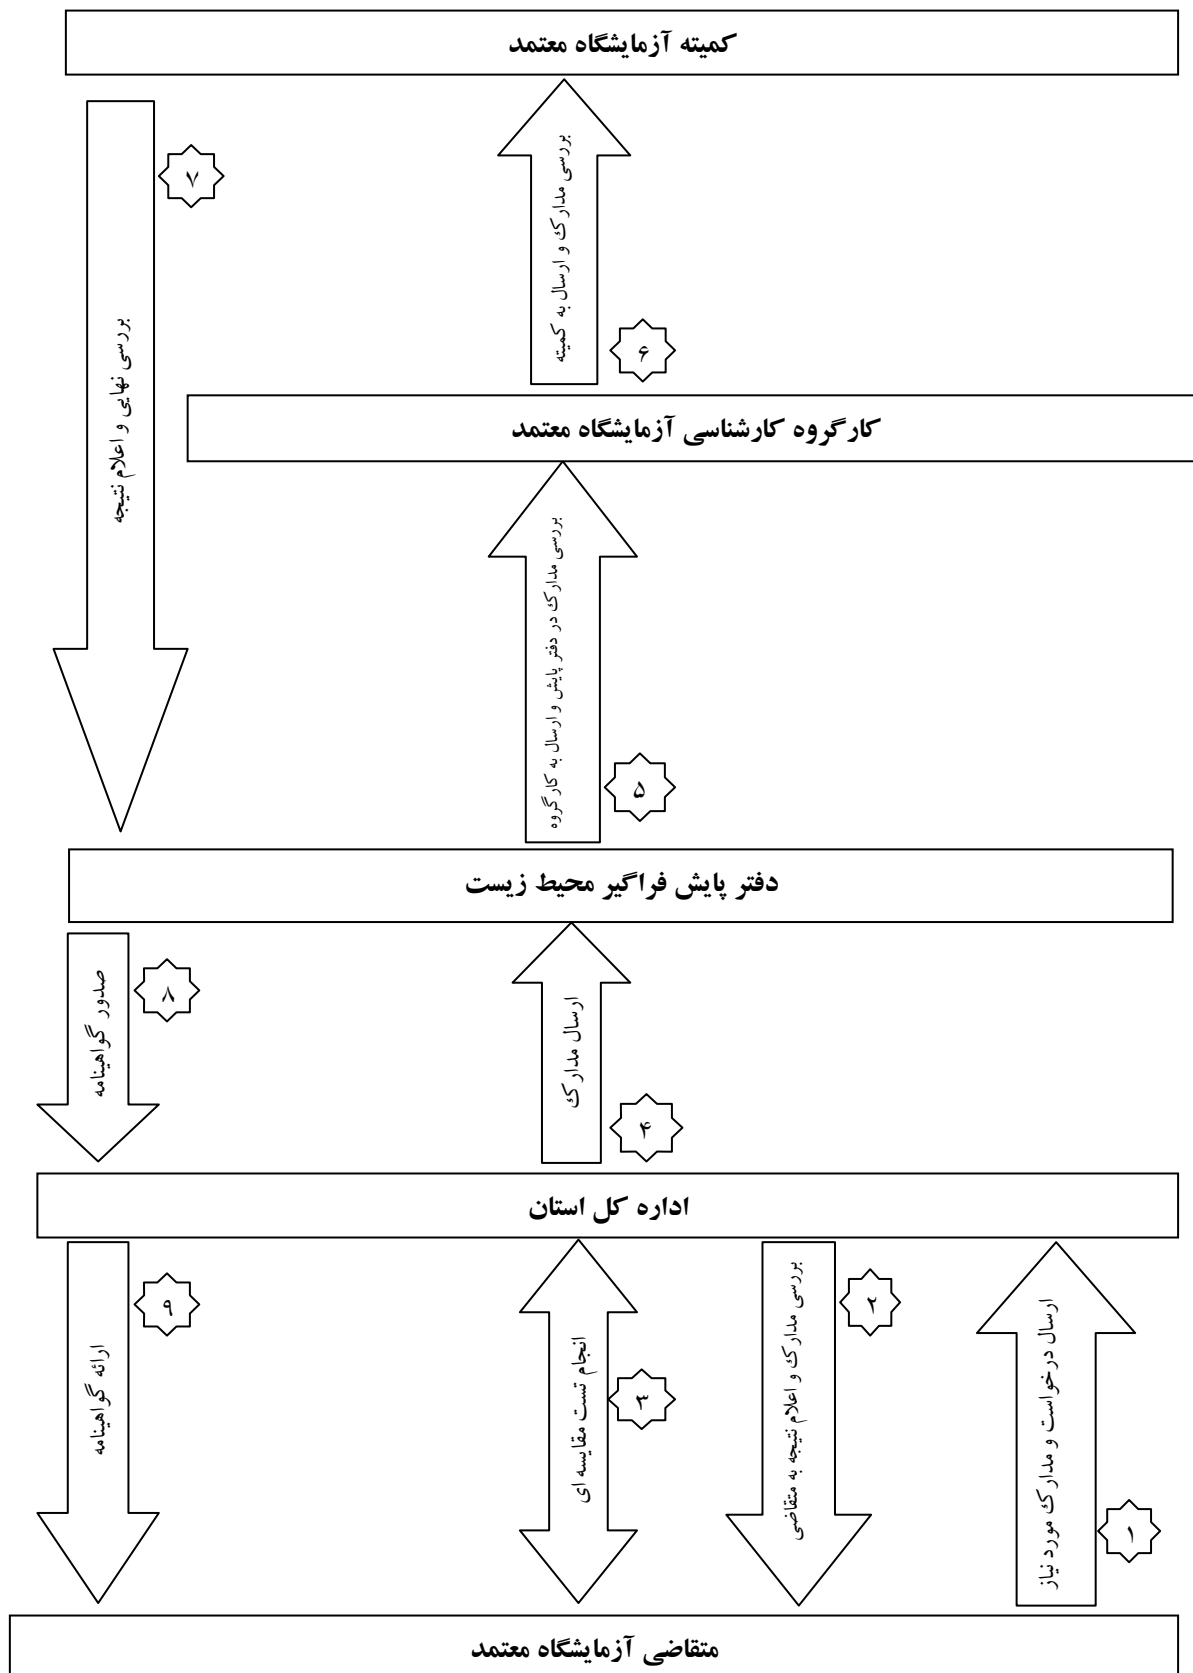 کمیته آزمایشگاه معتمد
۷
بررسی نهایی و اعلام نتیجه
بررسی مدارک و ارسال به کمیته
۶
کارگروه کارشناسی آزمایشگاه معتمد
بررسی مدارک در دفتر پایش و ارسال به کارگروه
۵
دفتر پایش فراگیر محیط زیست
صدور گواهینامه
۸
ارسال مدارک
۴
اداره کل استان
ارسال درخواست و مدارک مورد نیاز
۱
بررسی مدارک و اعلام نتیجه به متقاضی
۲
انجام تست مقایسه ای
۳
ارائه گواهینامه
۹
متقاضی آزمایشگاه معتمد